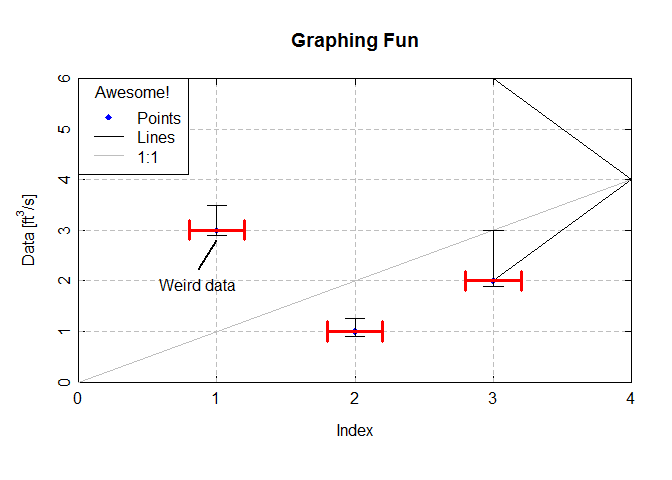 Graphing Fun
Awesome!
Points
Lines
1:1
Weird data
Data [ft³/s]
6
5
4
3
2
1
0
0 1 2 3 4
Index